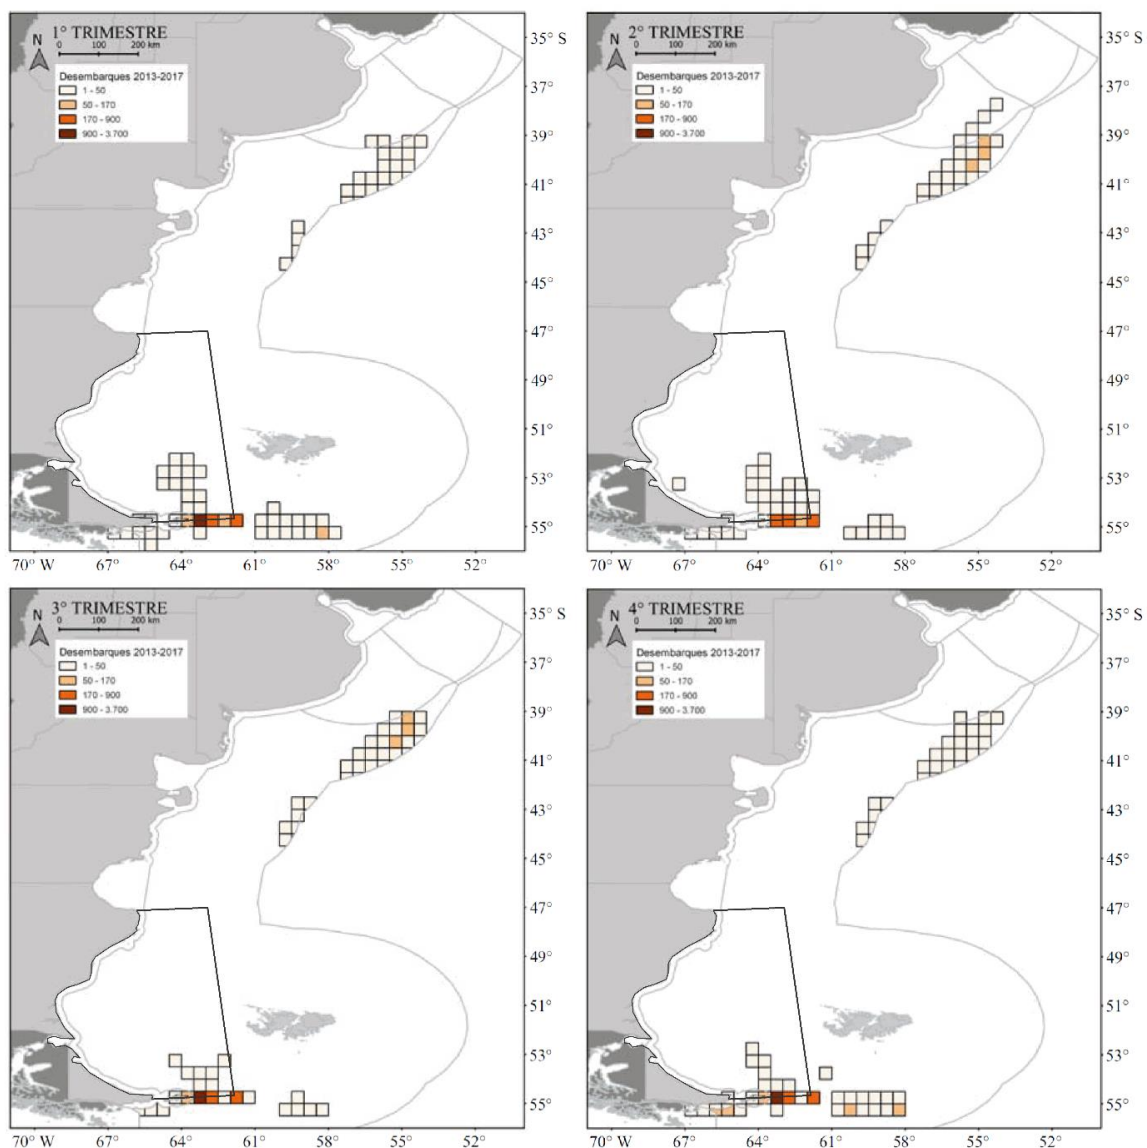 1° TRIMESTRE
N
0 100 200 km
Desembarques 2013-2017
1 - 50
50 - 170
170 - 900
900 - 3.700
2° TRIMESTRE
N
0 100 200 km
Desembarques 2013-2017
1 - 50
50 - 170
170 - 900
900 - 3.700
35° S
37°
39°
41°
43°
45°
47°
49°
51°
53°
55°
35° S
37°
39°
41°
43°
45°
47°
49°
51°
53°
55°
70° W 67° 64° 61° 58° 55° 52°
70° W 67° 64° 61° 58° 55° 52°
3° TRIMESTRE
N
0 100 200 km
Desembarques 2013-2017
1 - 50
50 - 170
170 - 900
900 - 3.700
4° TRIMESTRE
N
0 100 200 km
Desembarques 2013-2017
1 - 50
50 - 170
170 - 900
900 - 3.700
35° S
37°
39°
41°
43°
45°
47°
49°
51°
53°
55°
35° S
37°
39°
41°
43°
45°
47°
49°
51°
53°
55°
70° W 67° 64° 61° 58° 55° 52°
70° W 67° 64° 61° 58° 55° 52°